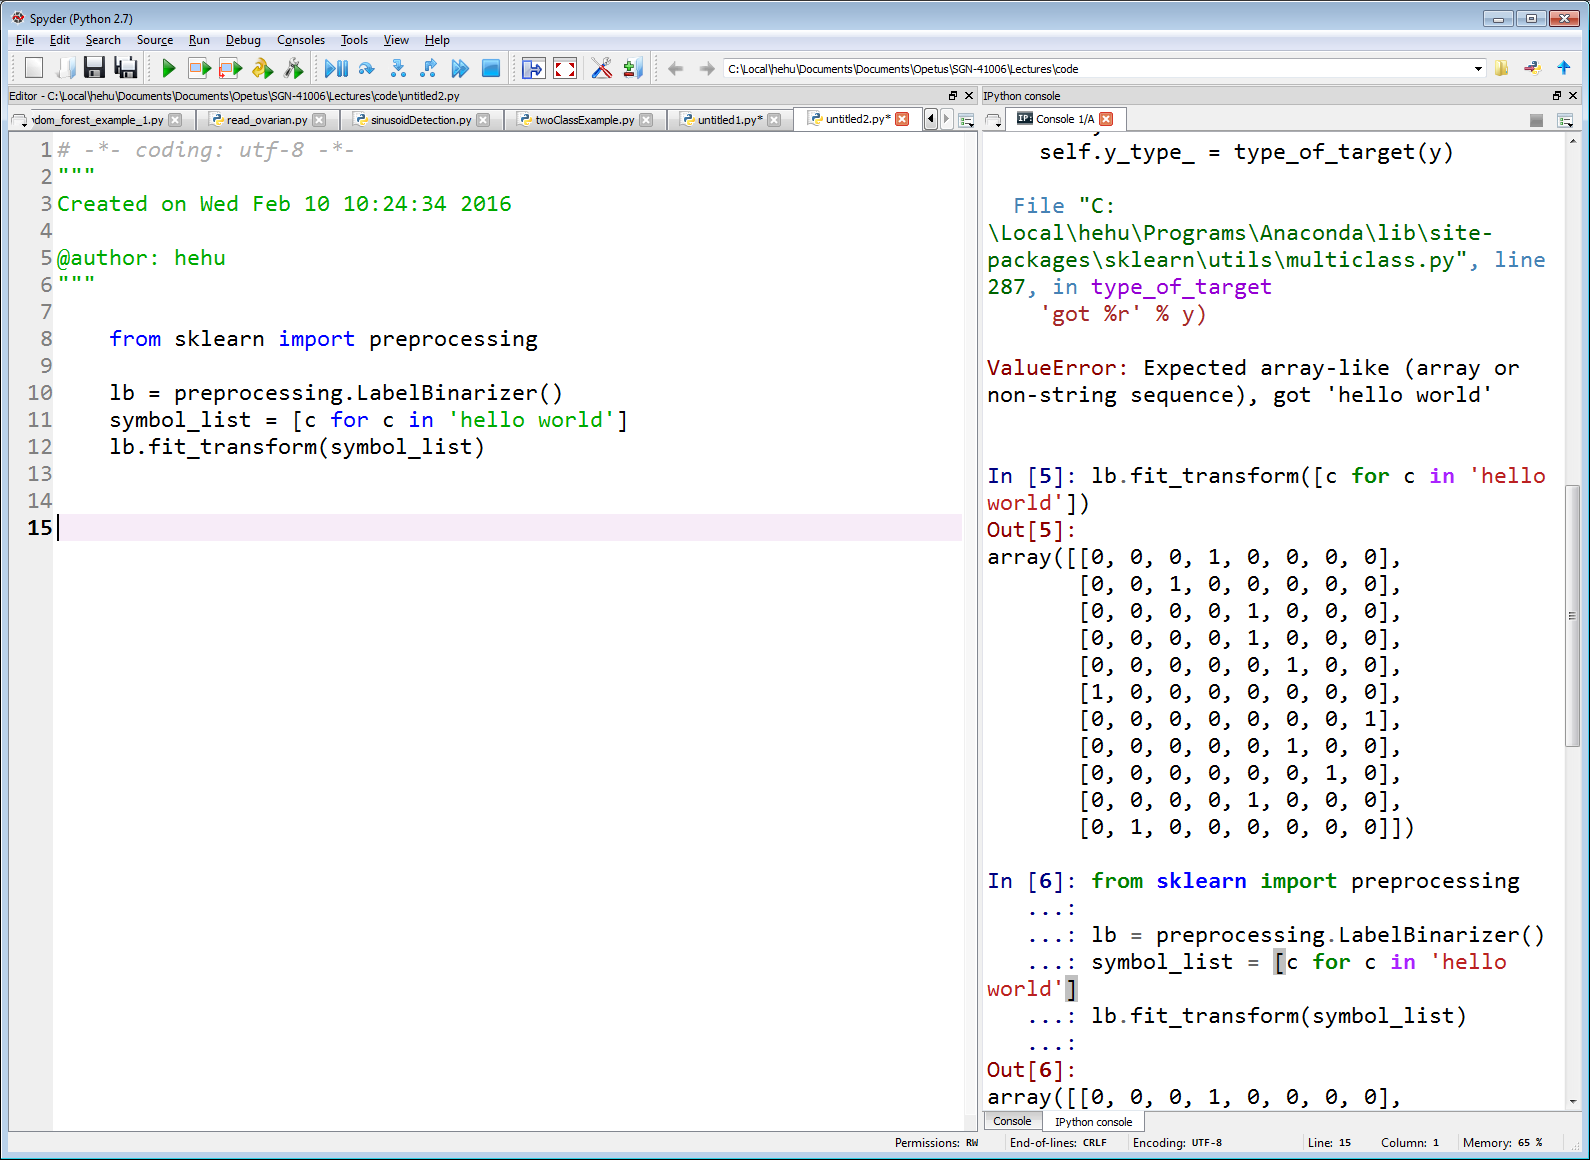 Spyder (Python 2.7)
File Edit Search Source Run Debug Consoles Tools View Help
C:\Local\hehu\Documents\Documents\Opetus\SGN-41006\Lectures\code
Editor - C:\Local\hehu\Documents\Documents\Opetus\SGN-41006\Lectures\code\untitled2.py
dom_forest_example_1.py read_ovarian.py sinusoidDetection.py twoClassExample.py untitled1.py* untitled2.py*
1 # -*- coding: utf-8 -*-
2 """
3 Created on Wed Feb 10 10:24:34 2016
4
5 @author: hehu
6 """
7
8 from sklearn import preprocessing
9
10 lb = preprocessing.LabelBinarizer()
11 symbol_list = [c for c in 'hello world']
12 lb.fit_transform(symbol_list)
13
14
15
IPython console
IP: Console 1/A
self.y_type_ = type_of_target(y)
File "C:
\Local\hehu\Programs\Anaconda\lib\site-
packages\sklearn\utils\multiclass.py", line
287, in type_of_target
'got %r' % y)
ValueError: Expected array-like (array or
non-string sequence), got 'hello world'
In [5]: lb.fit_transform([c for c in 'hello
world'])
Out[5]:
array([[0, 0, 0, 1, 0, 0, 0, 0],
[0, 0, 1, 0, 0, 0, 0, 0],
[0, 0, 0, 0, 1, 0, 0, 0],
[0, 0, 0, 0, 1, 0, 0, 0],
[0, 0, 0, 0, 0, 1, 0, 0],
[1, 0, 0, 0, 0, 0, 0, 0],
[0, 0, 0, 0, 0, 0, 0, 1],
[0, 0, 0, 0, 0, 1, 0, 0],
[0, 0, 0, 0, 0, 0, 1, 0],
[0, 0, 0, 0, 1, 0, 0, 0],
[0, 1, 0, 0, 0, 0, 0, 0]])
In [6]: from sklearn import preprocessing
...:
...: lb = preprocessing.LabelBinarizer()
...: symbol_list = [c for c in 'hello
world']
...: lb.fit_transform(symbol_list)
...:
Out[6]:
array([[0, 0, 0, 1, 0, 0, 0, 0],
Console IPython console
Permissions: RW End-of-lines: CRLF Encoding: UTF-8 Line: 15 Column: 1 Memory: 65 %